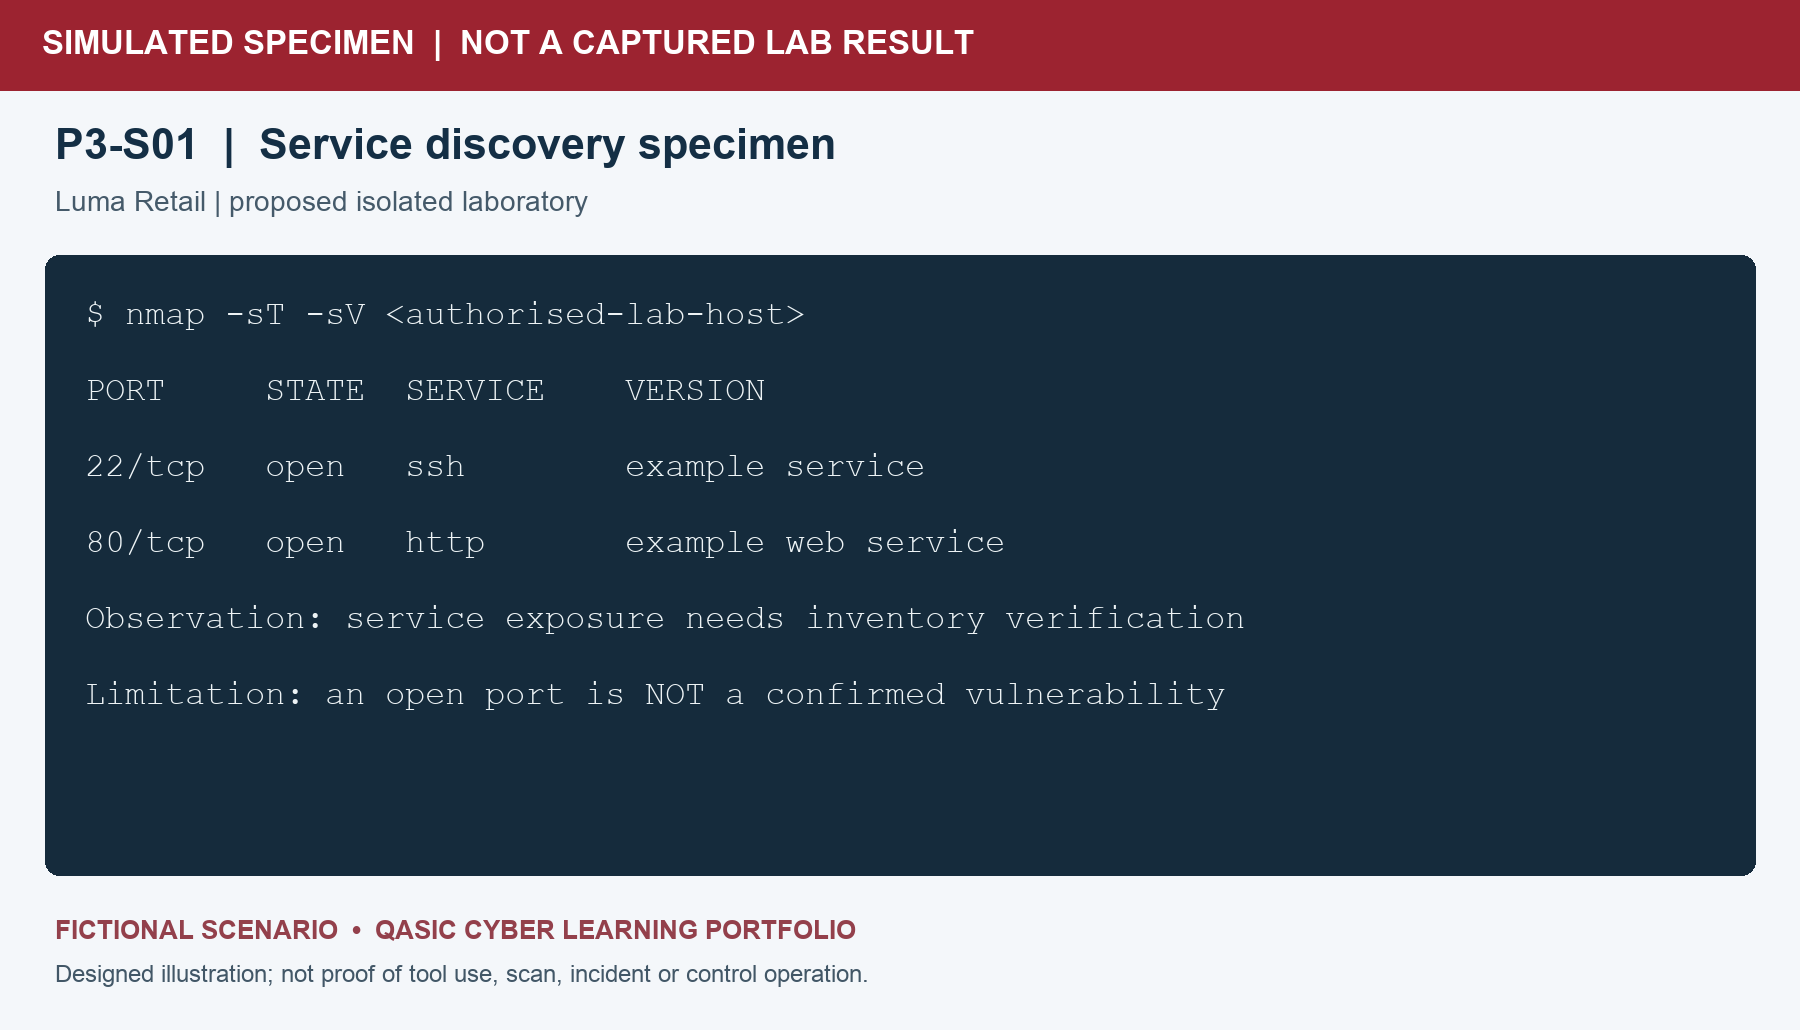 SIMULATED SPECIMEN | NOT A CAPTURED LAB RESULT
P3-S01 | Service discovery specimen
Luma Retail | proposed isolated laboratory
$ nmap -sT -sV <authorised-lab-host>
PORT STATE SERVICE VERSION
22/tcp open ssh example service
80/tcp open http example web service
Observation: service exposure needs inventory verification
Limitation: an open port is NOT a confirmed vulnerability
FICTIONAL SCENARIO • QASIC CYBER LEARNING PORTFOLIO
Designed illustration; not proof of tool use, scan, incident or control operation.